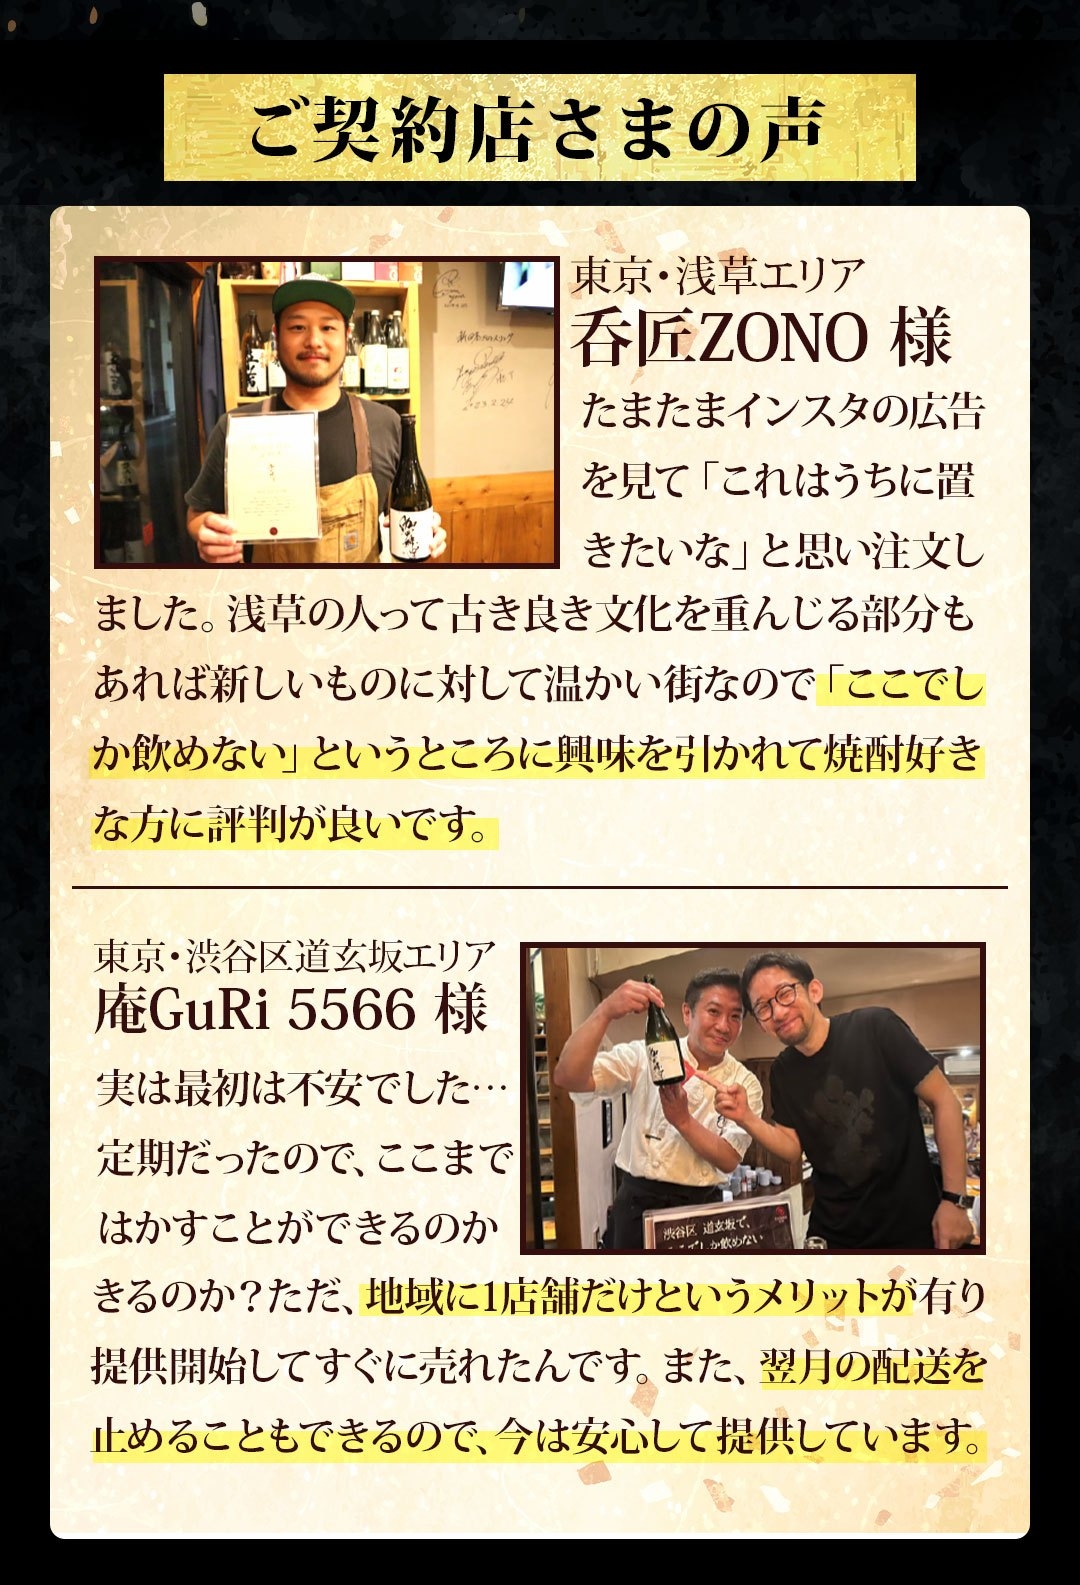 ご契約店さまの声
東京・浅草エリア
呑匠ZONO 様
たまたまインスタの広告
を見て「これはうちに置
きたいな」と思い注文し
ました。浅草の人って古き良き文化を重んじる部分も
あれば新しいものに対して温かい街なので「ここでし
か飲めない」というところに興味を引かれて焼酎好き
な方に評判が良いです。
2023.2.24
東京・渋谷区道玄坂エリア
庵GuRi 5566 様
実は最初は不安でした…
定期だったので、ここまで
はかすことができるのか
きるのか？ただ、地域に1店舗だけというメリットが有り
提供開始してすぐに売れたんです。また、翌月の配送を
止めることもできるので、今は安心して提供しています。
渋谷区 道玄坂で、
ここでしか飲めない